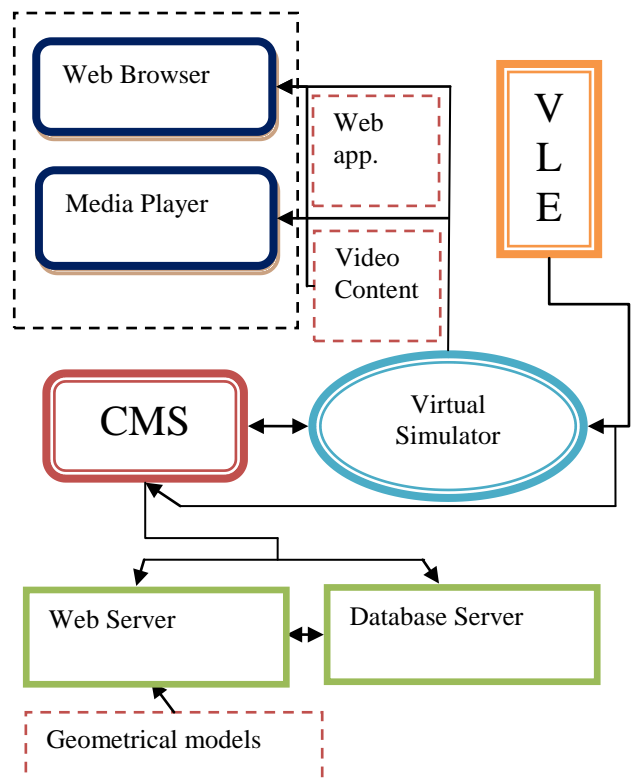 Web Browser
Media Player
Web
app.
Video
Content
V
L
E
CMS
Virtual
Simulator
Web Server
Database Server
Geometrical models